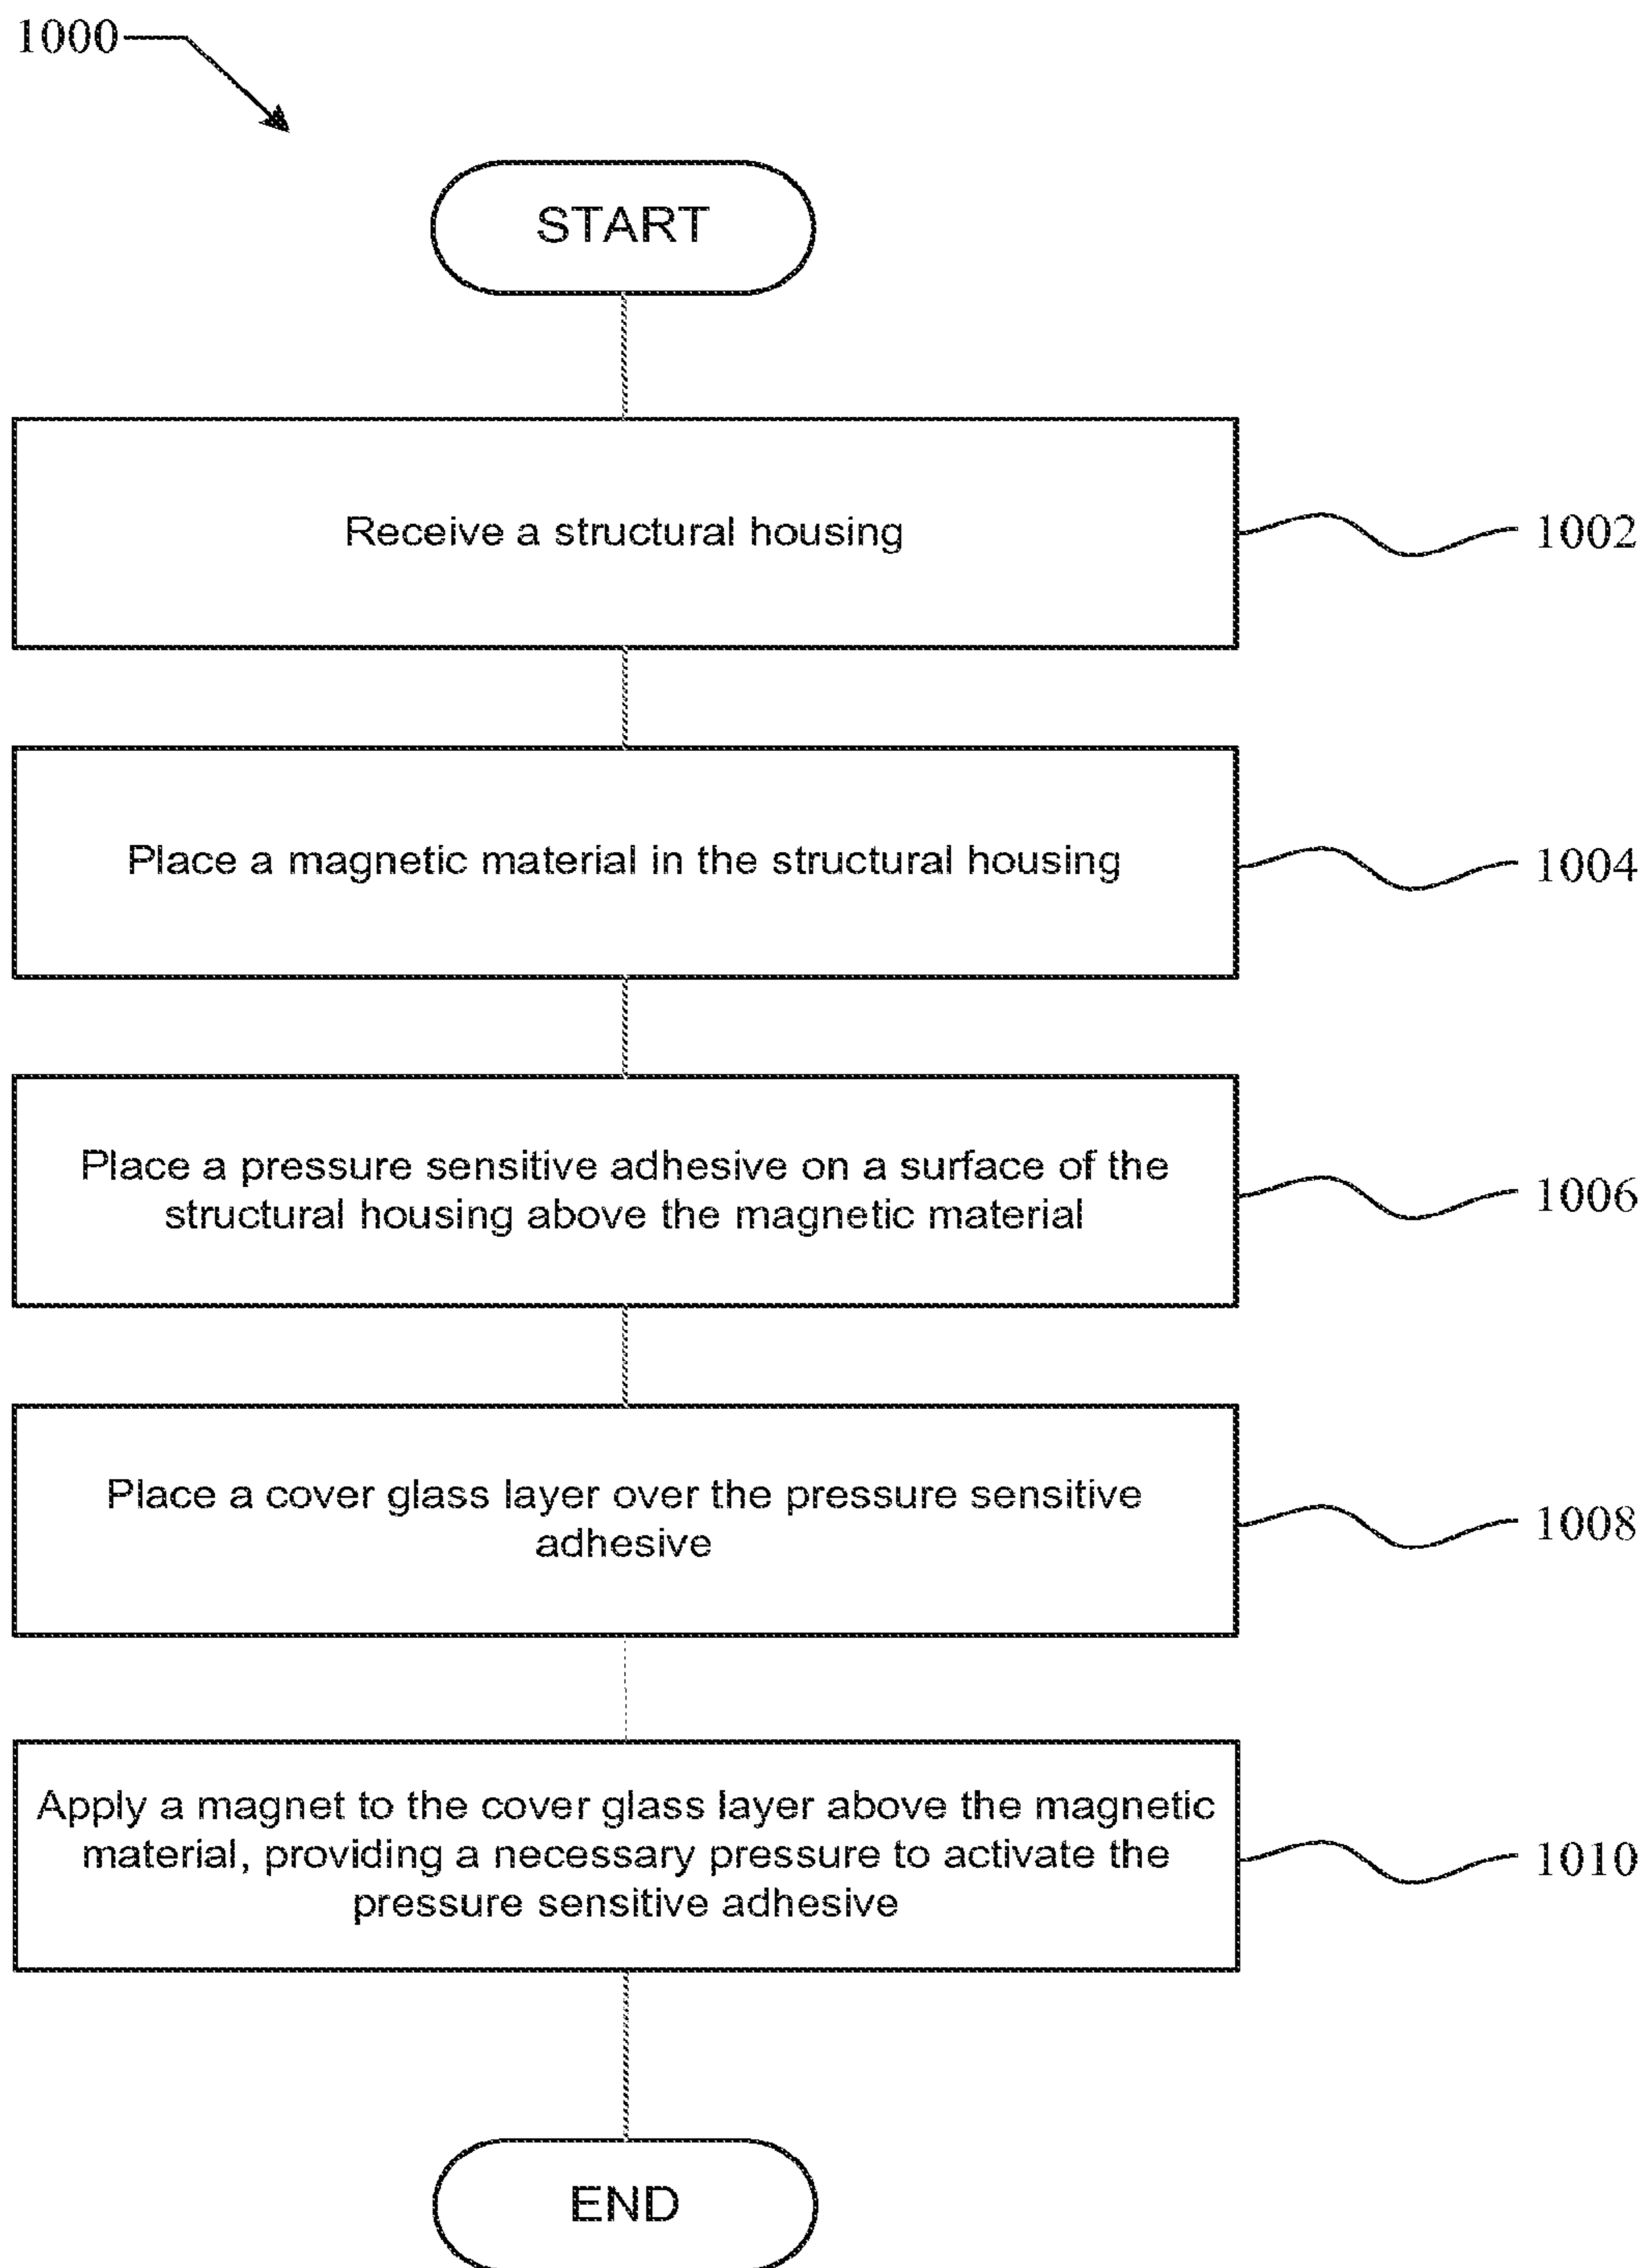 1000
START
Receive a structural housing
1002
Place a magnetic material in the structural housing
1004
Place a pressure sensitive adhesive on a surface of the
structural housing above the magnetic material
1006
Place a cover glass layer over the pressure sensitive
adhesive
1008
Apply a magnet to the cover glass layer above the magnetic
material, providing a necessary pressure to activate the
pressure sensitive adhesive
1010
END